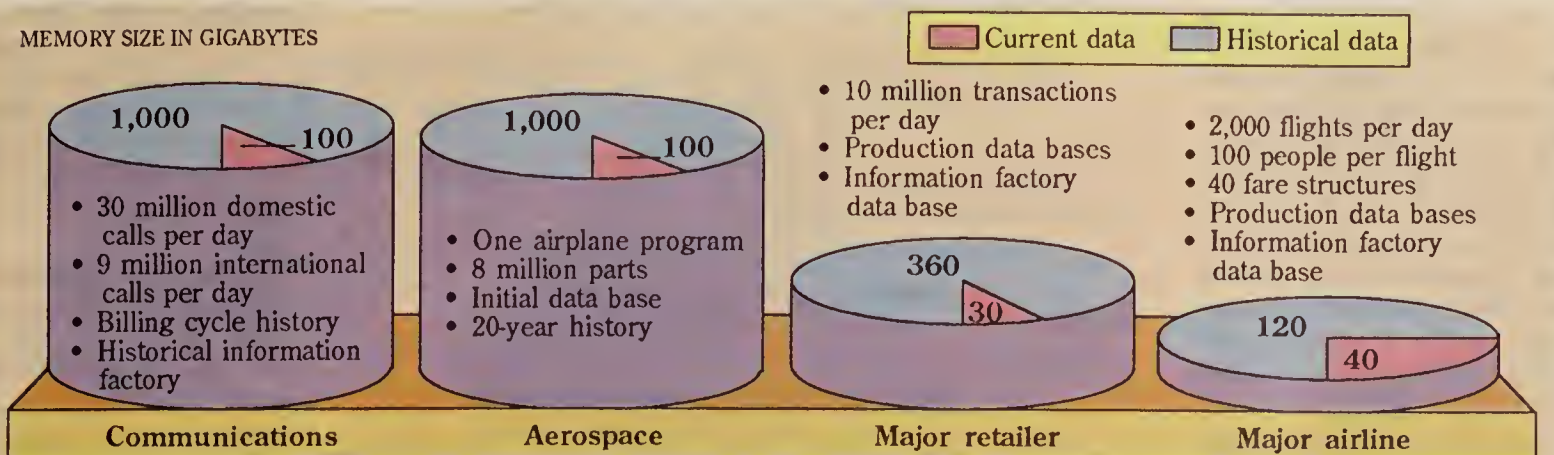 MEMORY SIZE IN GIGABYTES
Current data
Historical data
1,000
100
• 30 million domestic
calls per day
• 9 million international
calls per day
• Billing cycle history
• Historical information
factory
Communications
1,000
100
• One airplane program
• 8 million parts
• Initial data base
• 20-year history
Aerospace
• 10 million transactions
per day
• Production data bases
• Information factory
data base
360
30
Major retailer
• 2,000 flights per day
• 100 people per flight
• 40 fare structures
• Production data bases
• Information factory
data base
120
40
Major airline